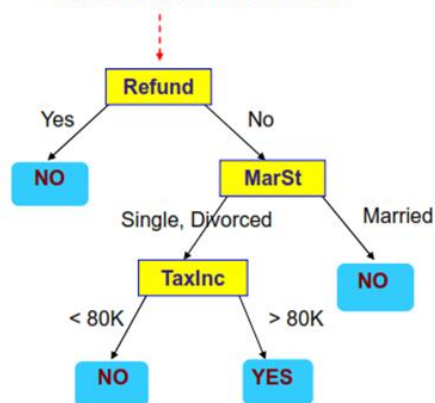 Refund
Yes
No
NO
MarSt
Single, Divorced
Married
TaxInc
NO
< 80K
> 80K
NO
YES